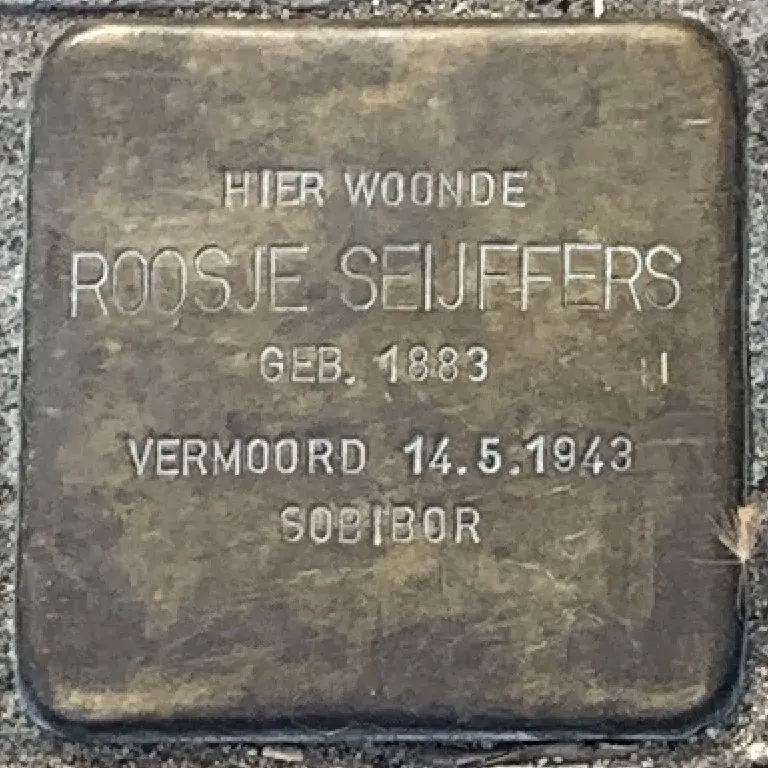 HIER WOONDE
ROOSJE SEIJFFERS
GEB. 1883
VERMOORD 14.5.1943
SOBIBOR